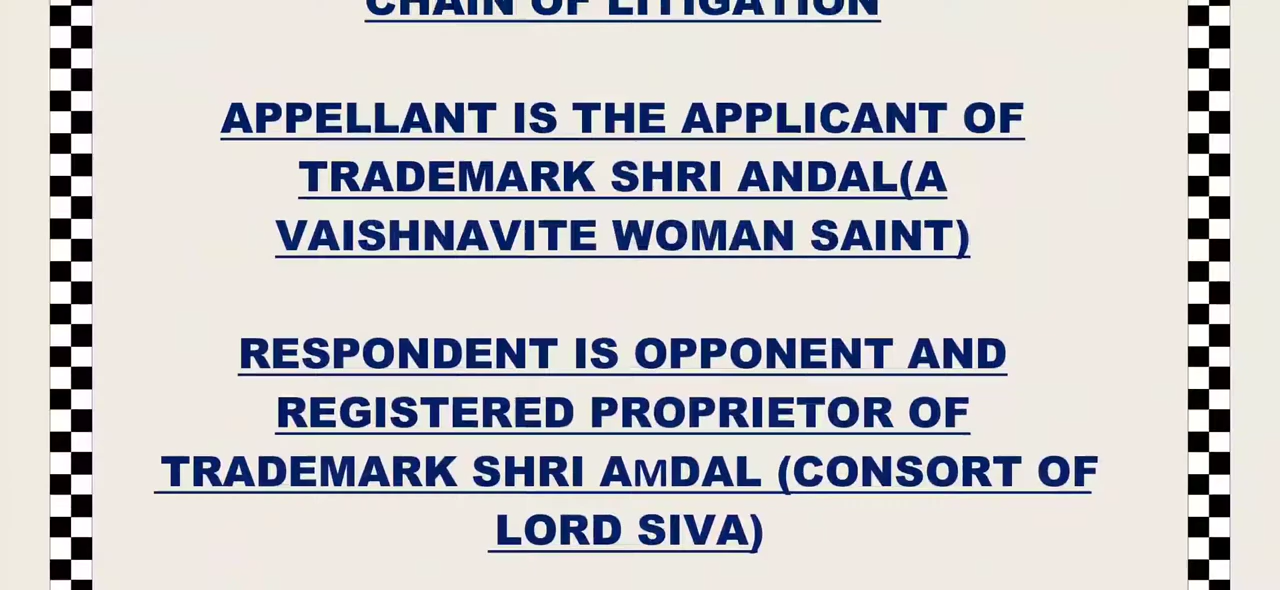 CHAIN OF LITIGATION
APPELLANT IS THE APPLICANT OF
TRADEMARK SHRI ANDAL(A
VAISHNAVITE WOMAN SAINT)
RESPONDENT IS OPPONENT AND
REGISTERED PROPRIETOR OF
TRADEMARK SHRI AMDAL (CONSORT OF
LORD SIVA)